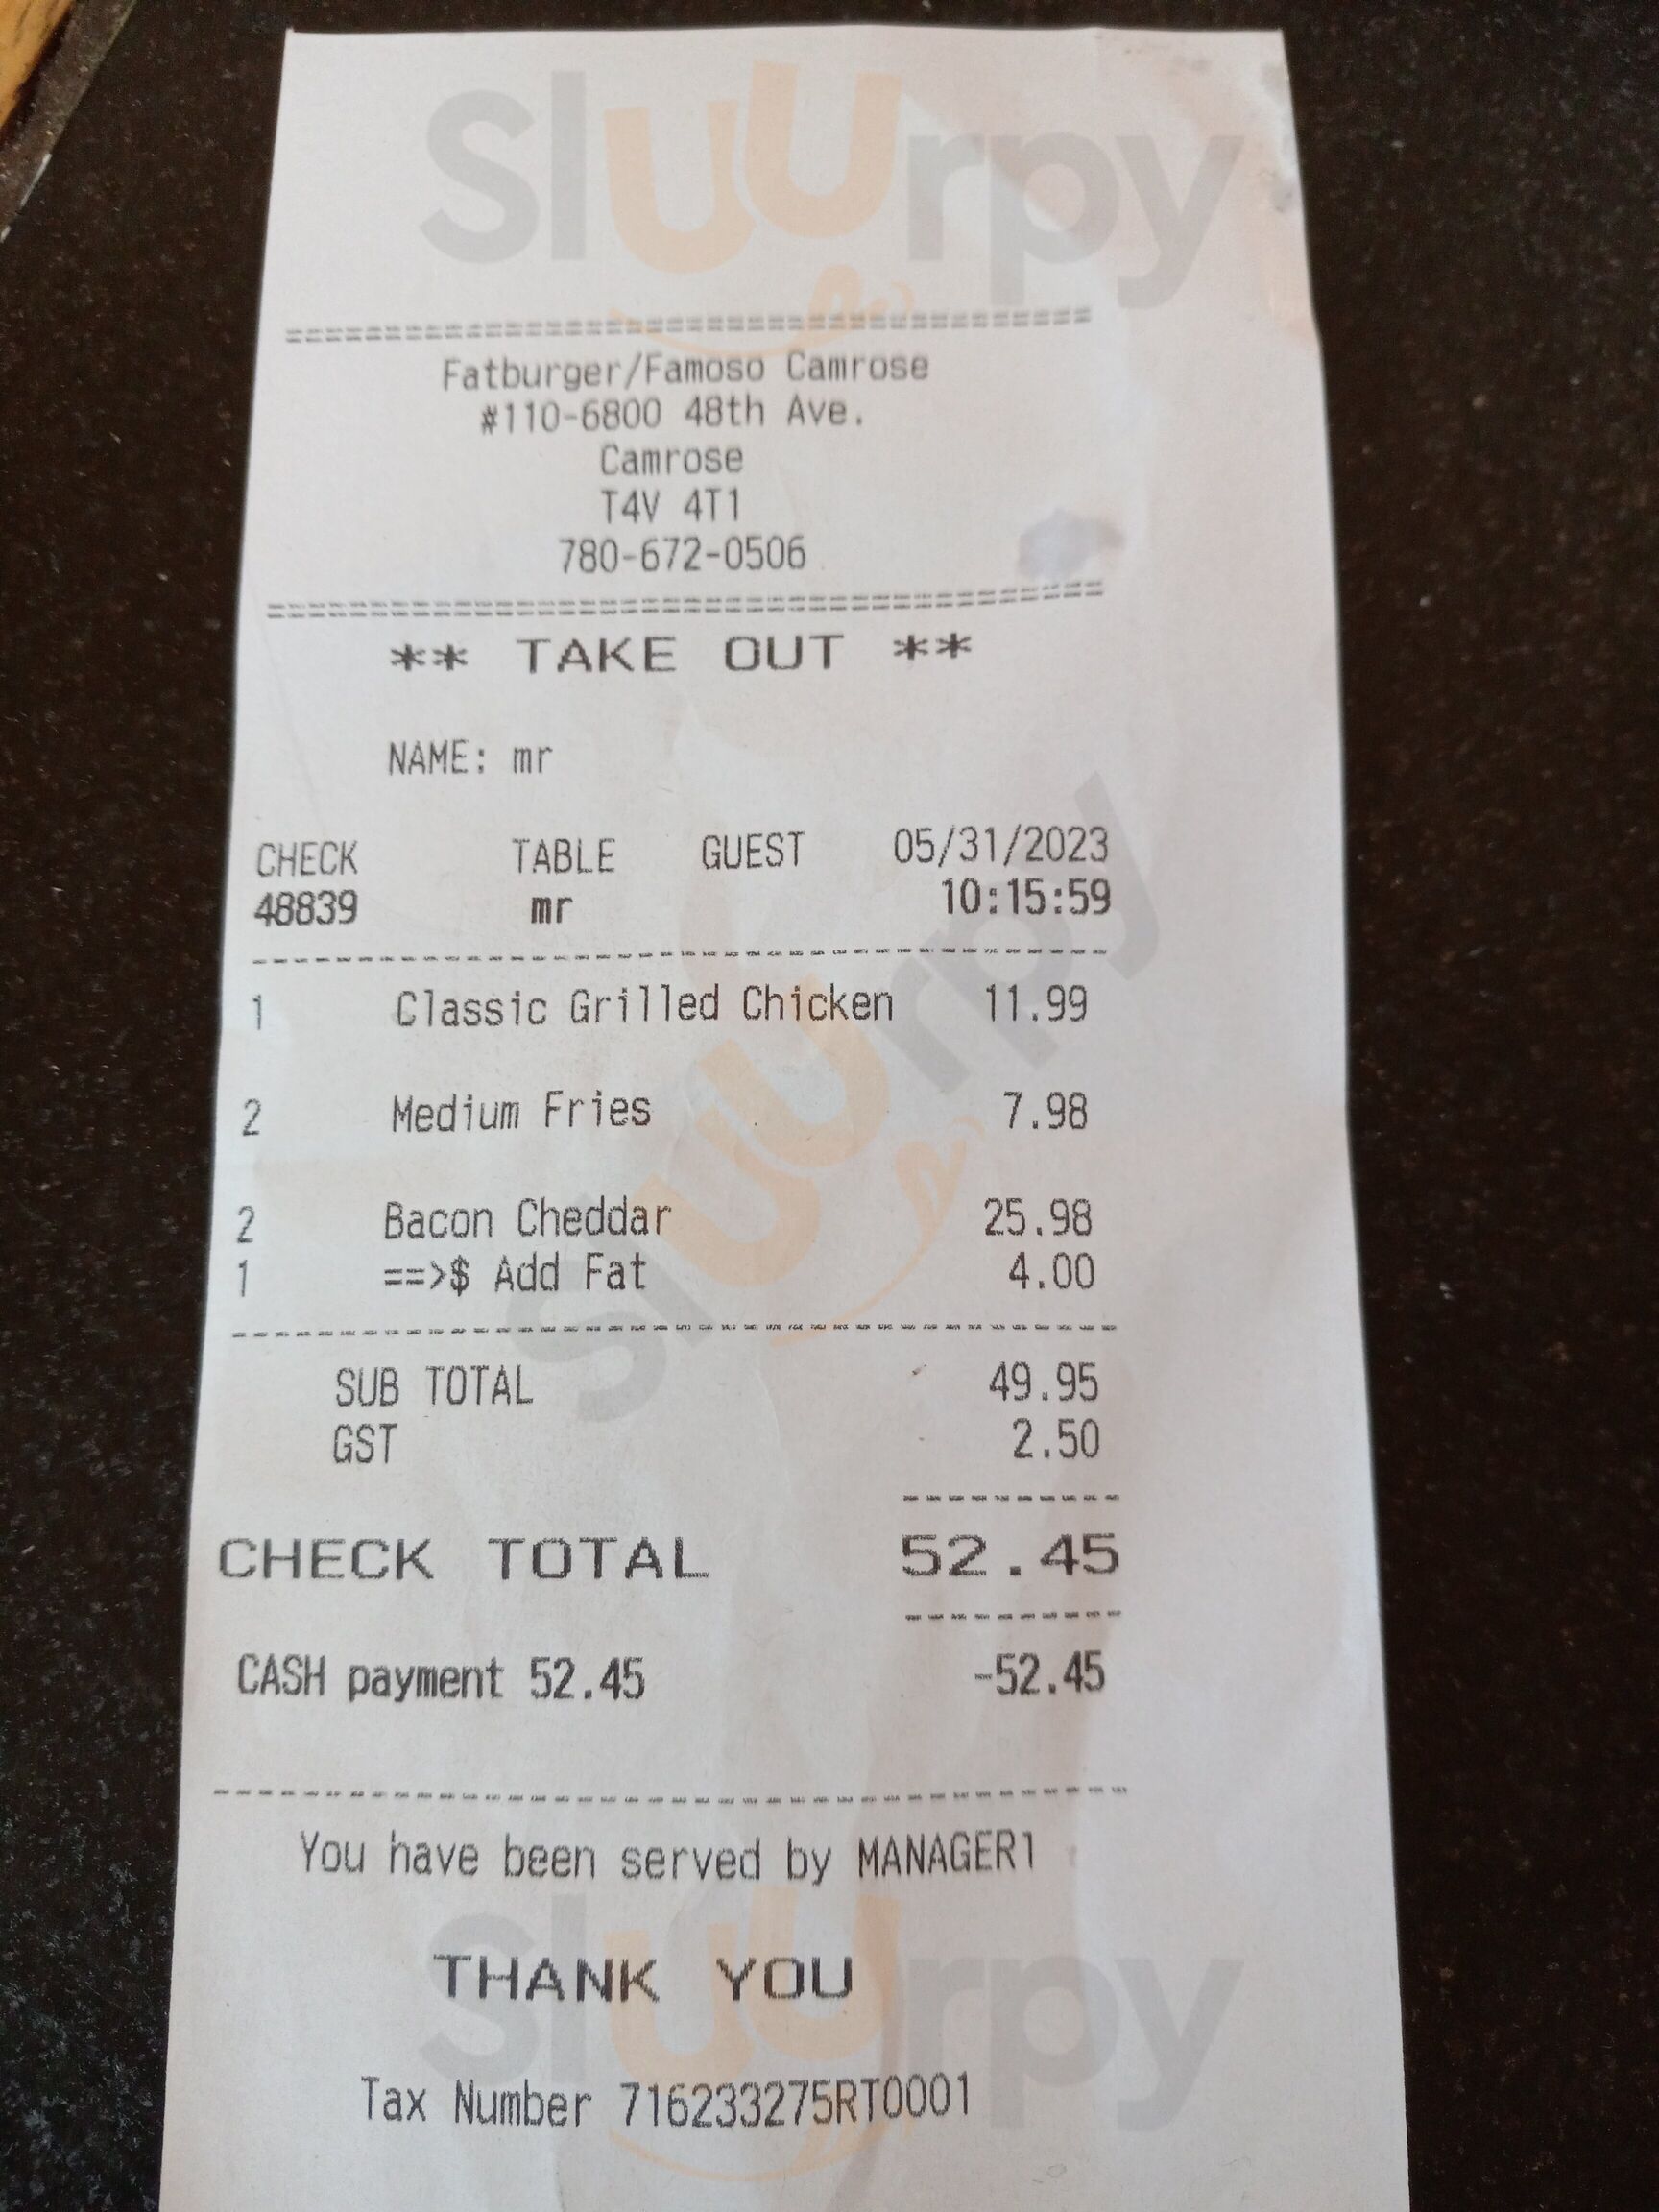 Sluurpy
Fatburger/Famoso Camrose
#110-6800 48th Ave.
Camrose
T4V 4T1
780-672-0506
** TAKE OUT **
NAME: mr
CHECK TABLE GUEST 05/31/2023
48839 mr 10:15:59
1 Classic Grilled Chicken 11.99
Sluurpy
2 Medium Fries 7.98
2 Bacon Cheddar 25.98
1 ==>$ Add Fat 4.00
SUB TOTAL 49.95
GST 2.50
CHECK TOTAL 52.45
CASH payment 52.45 -52.45
You have been served by MANAGER1
THANK YOU
Sluurpy
Tax Number 716233275RT0001